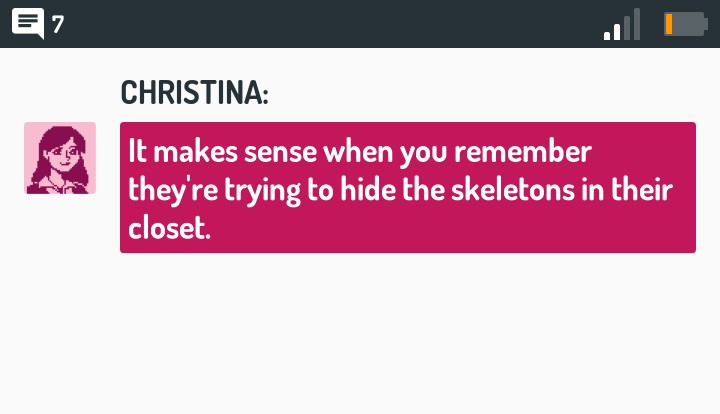 7
CHRISTINA:
It makes sense when you remember
they're trying to hide the skeletons in their
closet.